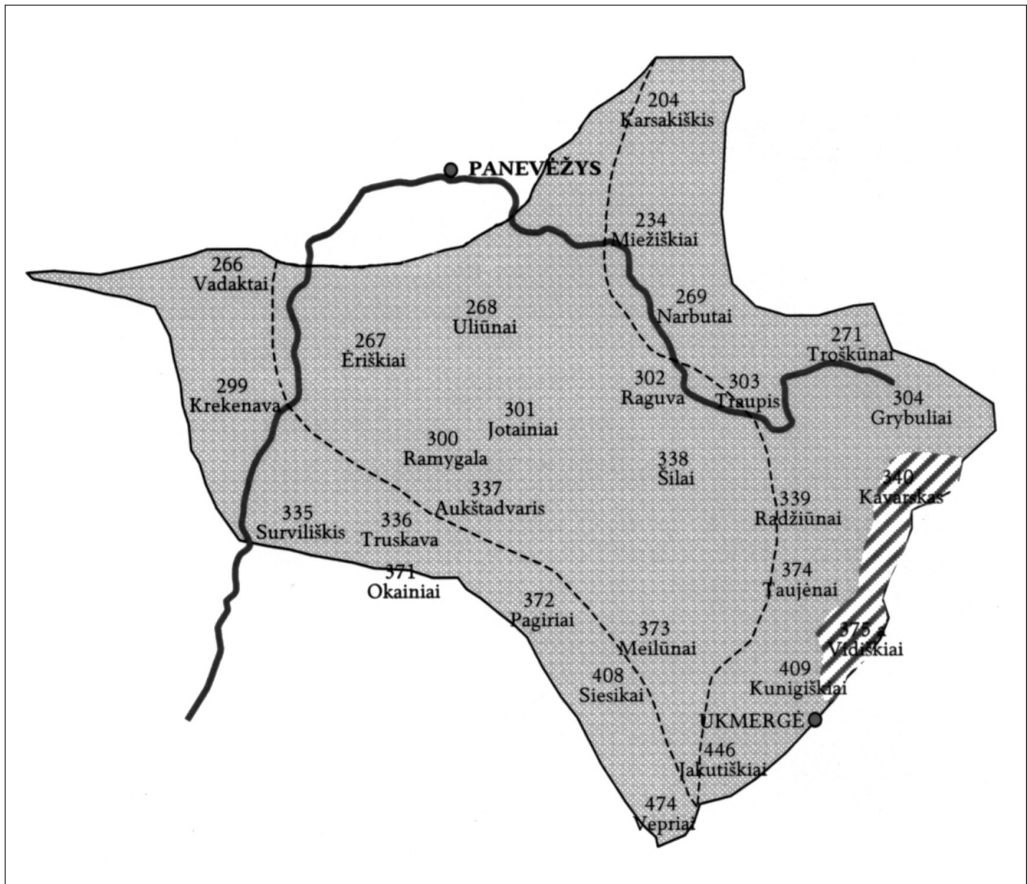 204
Karsakiškis
PANEVĖŽYS
234
Miežiškiai
266
Vadaktai
269
Narbutai
268
Uliūnai
267
Ėriškiai
271
Troškūnai
299
Krekenava
302
Raguva
303
Traupis
304
Grybuliai
301
Jotainiai
300
Ramygala
338
Šilai
340
Kavarskas
337
Aukštadvaris
339
Radžiūnai
335
Surviliškis
336
Truskava
371
Okainiai
374
Taujėnai
372
Pagiriai
373
Meilūnai
375 a
Vidiškiai
408
Siesikai
409
Kunigiškiai
UKMERGĖ
446
Jakutiškiai
474
Vepriai